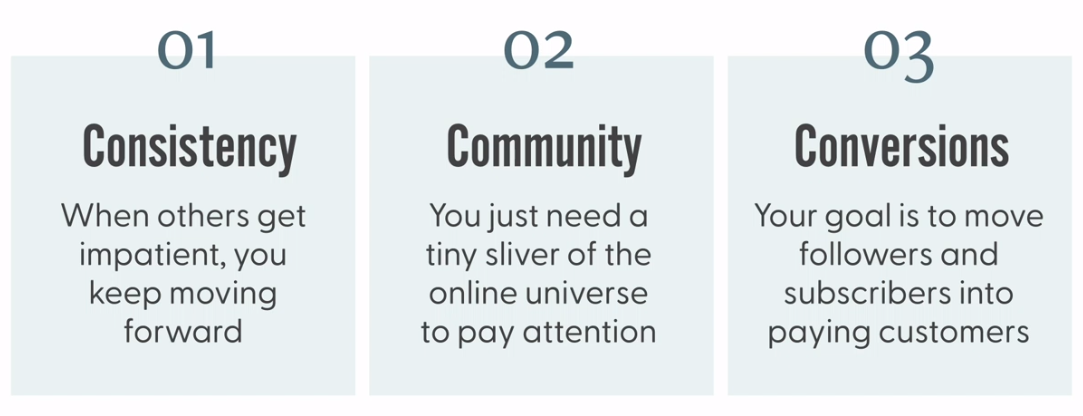 01
Consistency
When others get
impatient, you
keep moving
forward
02
Community
You just need a
tiny sliver of the
online universe
to pay attention
03
Conversions
Your goal is to move
followers and
subscribers into
paying customers